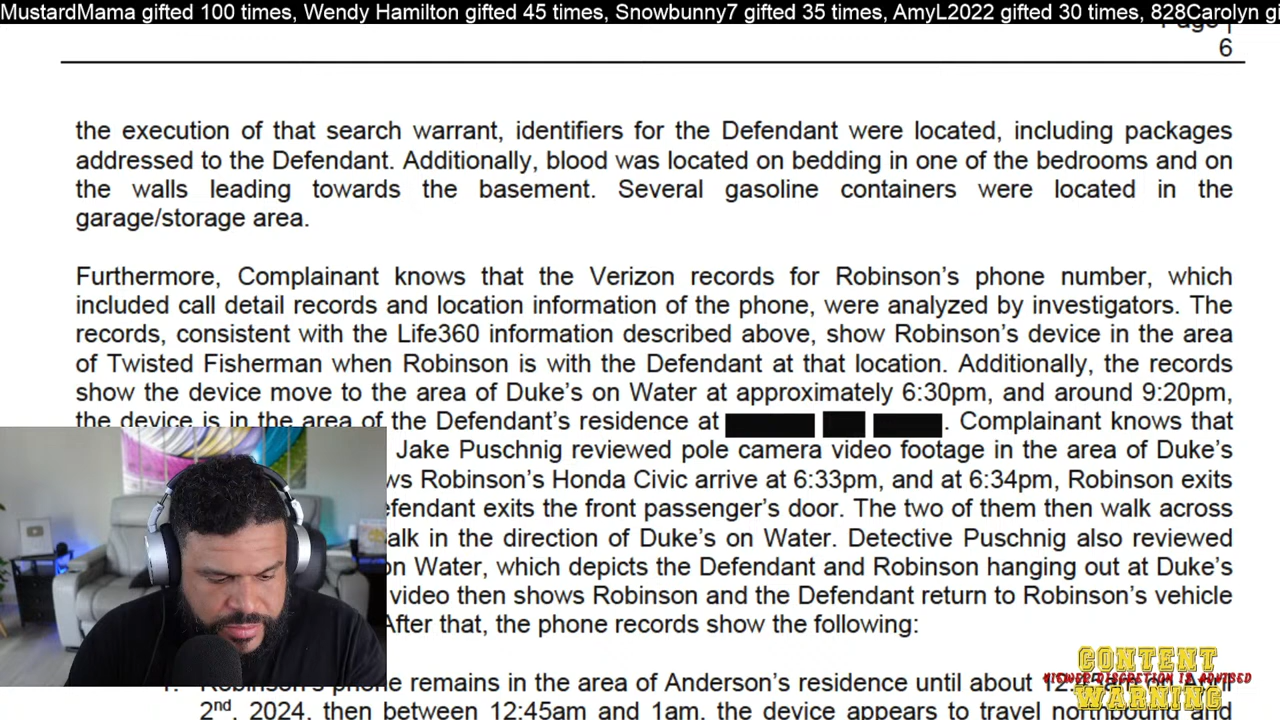 MustardMama gifted 100 times, Wendy Hamilton gifted 45 times, Snowbunny7 gifted 35 times, AmyL2022 gifted 30 times, 828Carolyn
6
the execution of that search warrant, identifiers for the Defendant were located, including packages
addressed to the Defendant. Additionally, blood was located on bedding in one of the bedrooms and on
the walls leading towards the basement. Several gasoline containers were located in the
garage/storage area.
Furthermore, Complainant knows that the Verizon records for Robinson's phone number, which
included call detail records and location information of the phone, were analyzed by investigators. The
records, consistent with the Life360 information described above, show Robinson's device in the area
of Twisted Fisherman when Robinson is with the Defendant at that location. Additionally, the records
show the device move to the area of Duke's on Water at approximately 6:30pm, and around 9:20pm,
the device is in the area of the Defendant's residence at . Complainant knows that
Jake Puschnig reviewed pole camera video footage in the area of Duke's
Robinson's Honda Civic arrive at 6:33pm, and at 6:34pm, Robinson exits
exits the front passenger's door. The two of them then walk across
in the direction of Duke's on Water. Detective Puschnig also reviewed
on Water, which depicts the Defendant and Robinson hanging out at Duke's
video then shows Robinson and the Defendant return to Robinson's vehicle
After that, the phone records show the following:
Robinson's phone remains in the area of Anderson's residence until about April
2nd, 2024, then between 12:45am and 1am, the device appears to travel northbound and
CONTENT
VIEWER DISCRETION IS ADVISED
WARNING